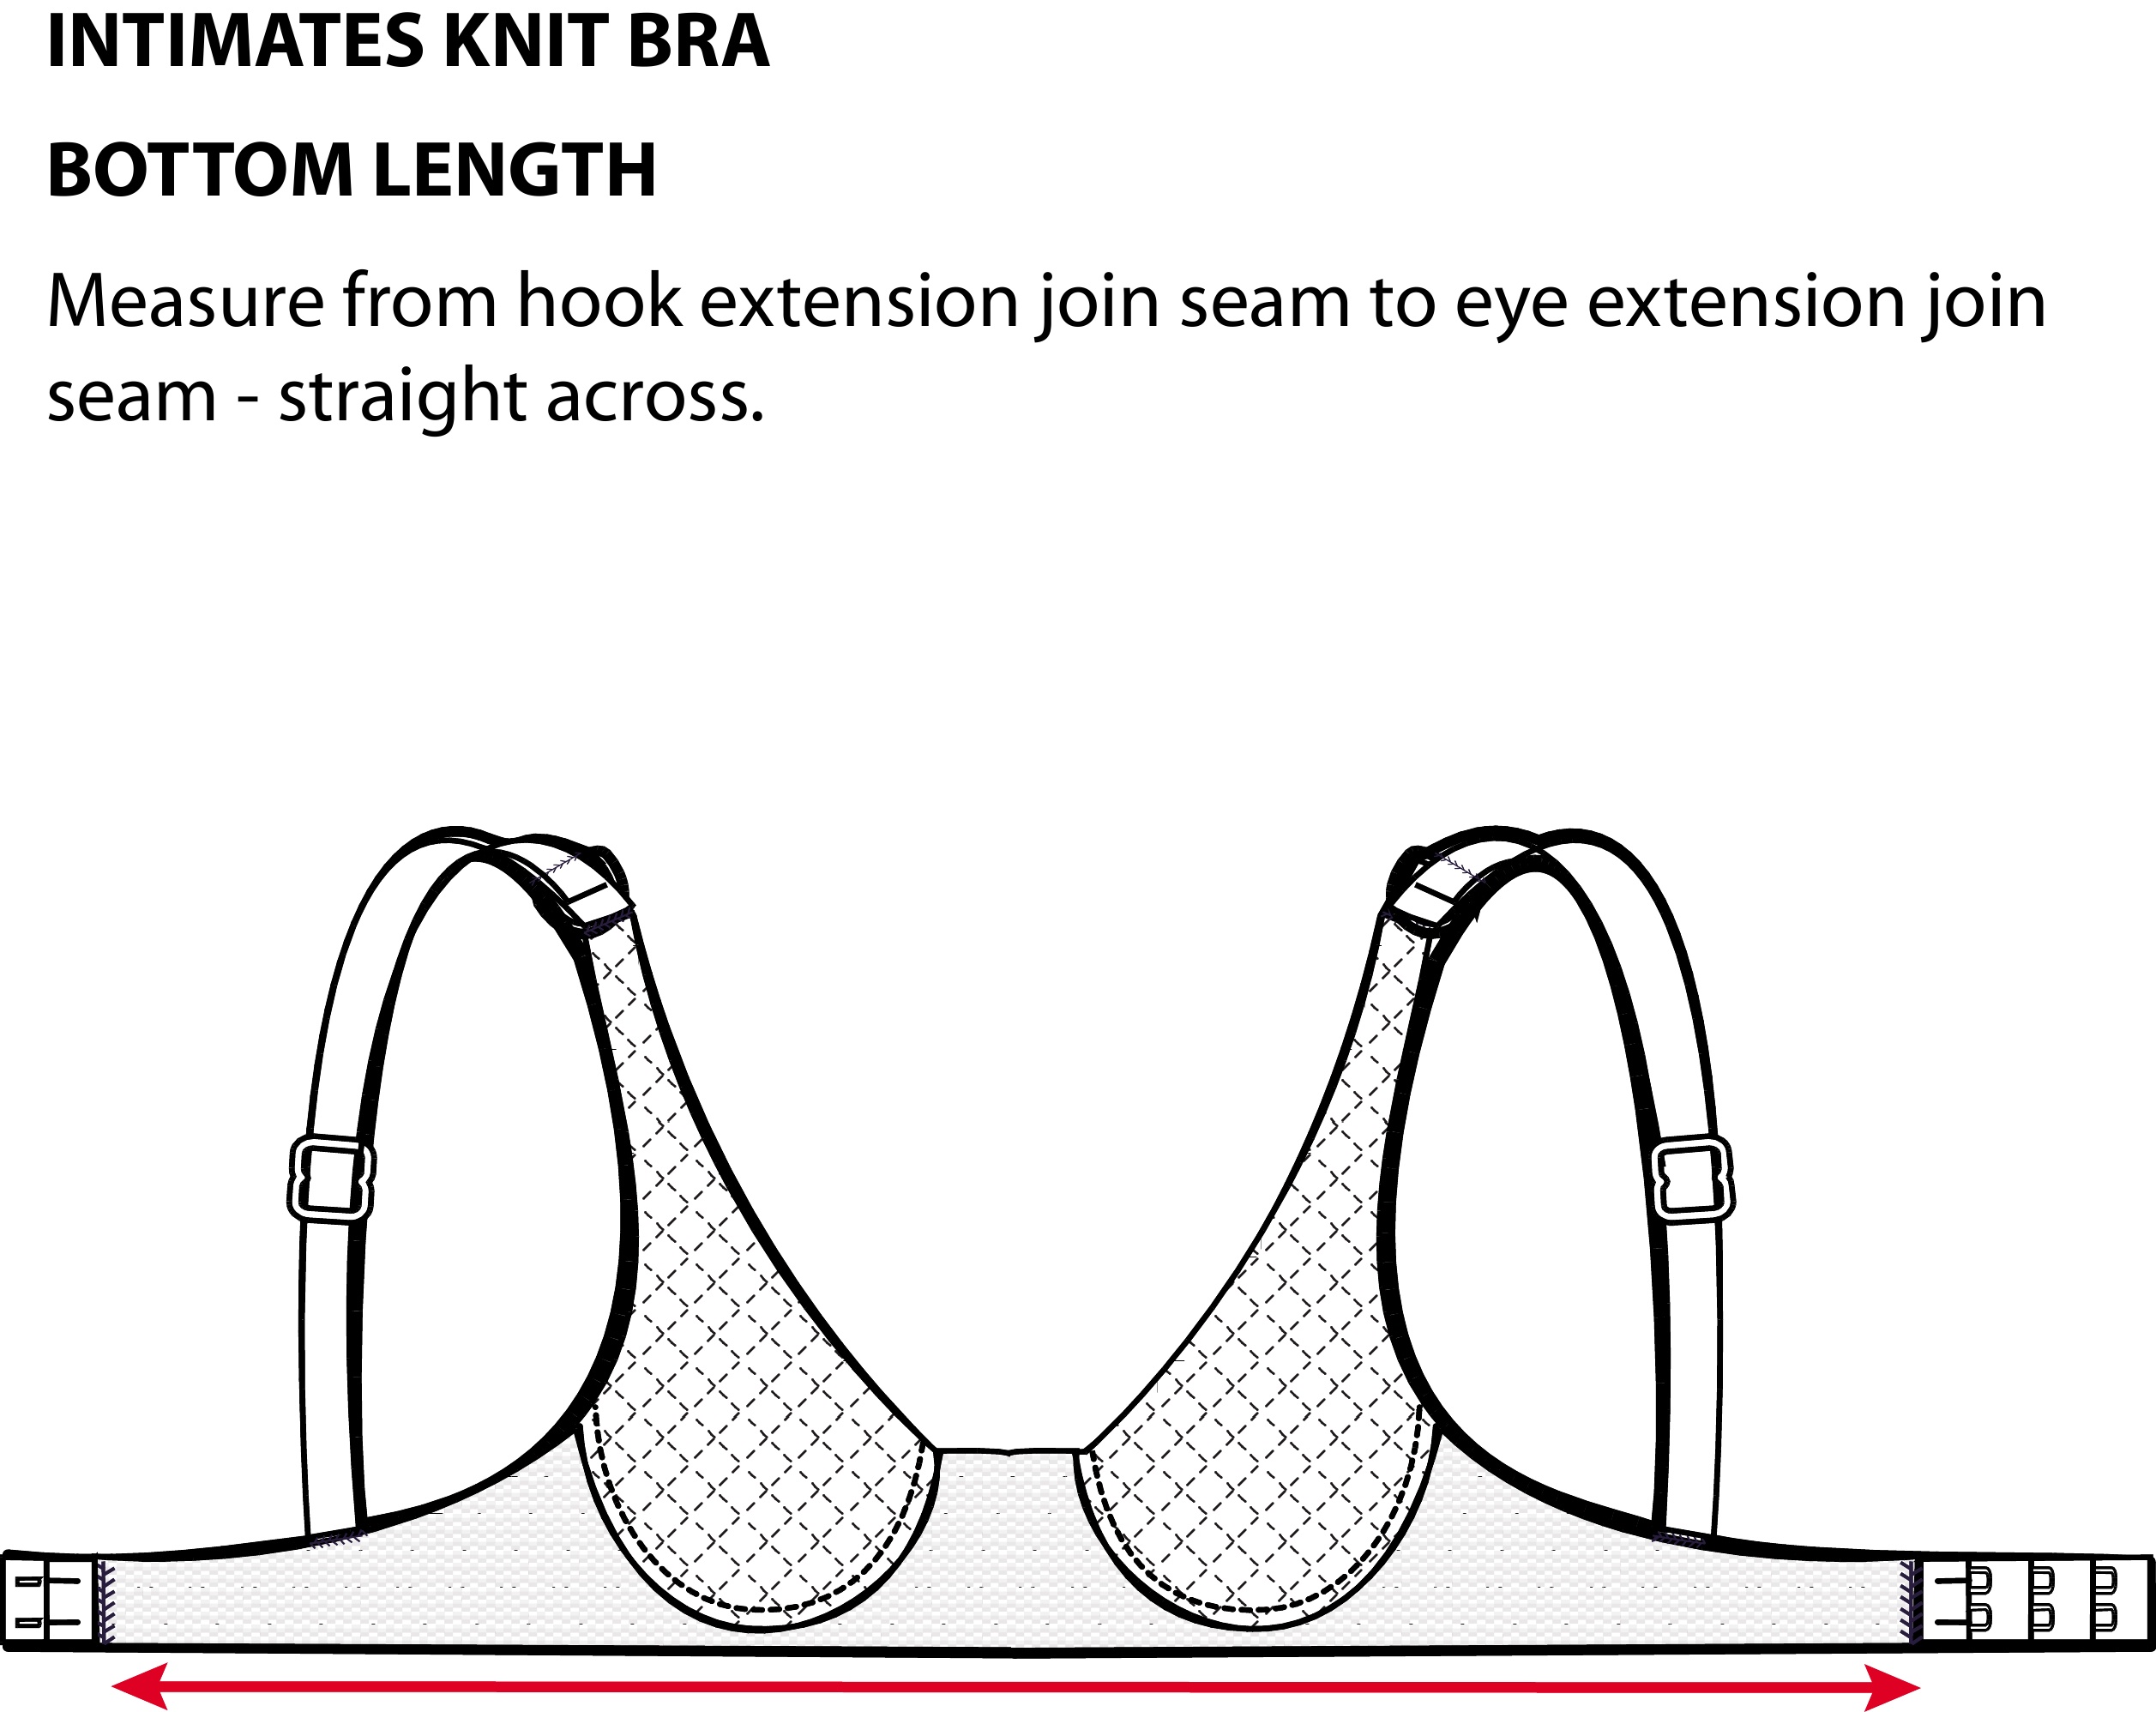 INTIMATES KNIT BRA
BOTTOM LENGTH
Measure from hook extension join seam to eye extension join
seam - straight across.